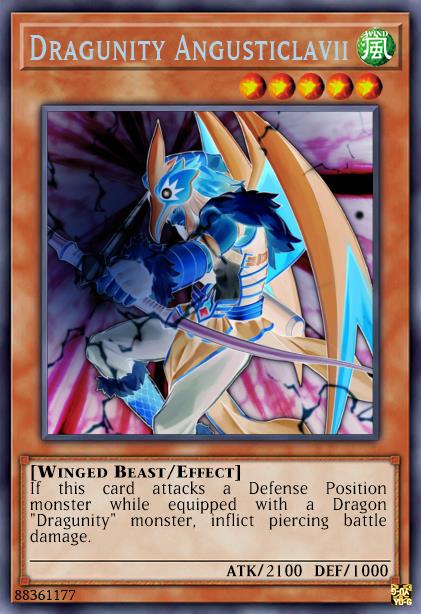 Dragunity Angusticlavii
WIND
風
[Winged Beast/Effect]
If this card attacks a Defense Position
monster while equipped with a Dragon
"Dragunity" monster, inflict piercing battle
damage.
ATK/2100 DEF/1000
88361177